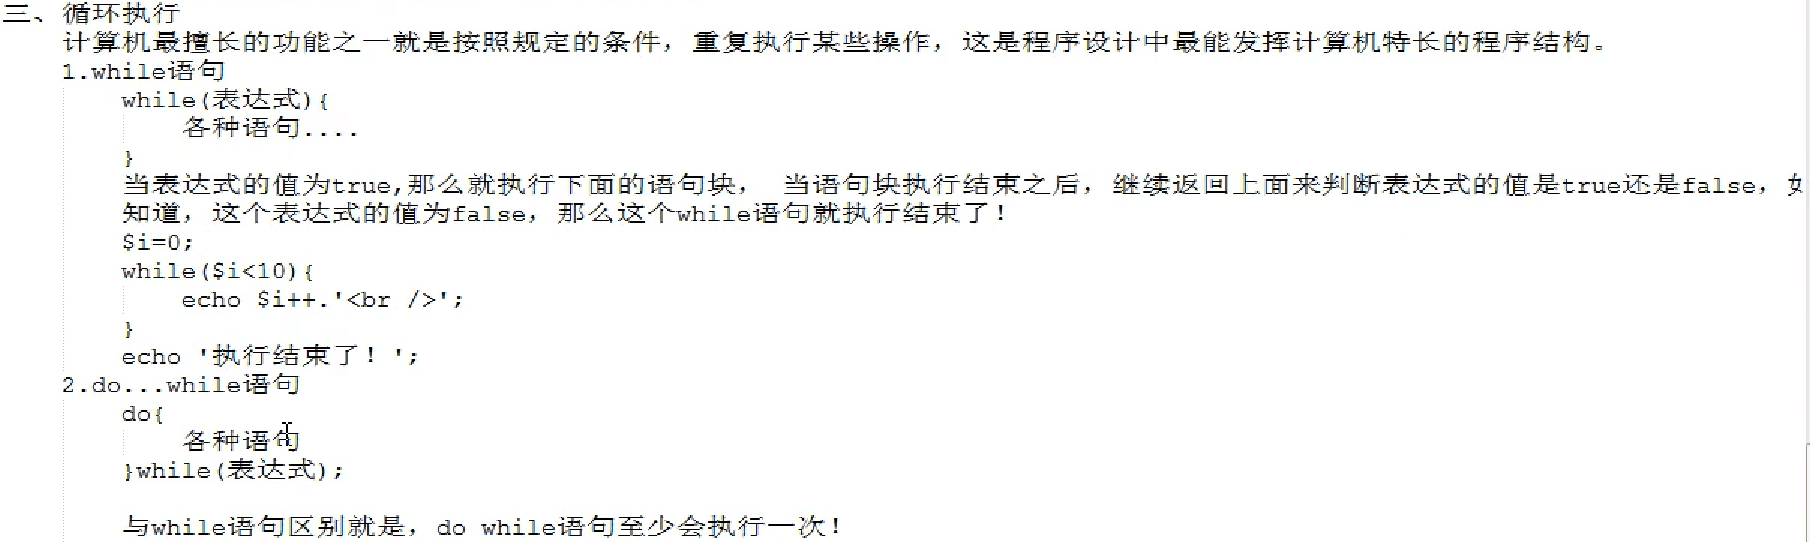 三、循环执行
计算机最擅长的功能之一就是按照规定的条件，重复执行某些操作，这是程序设计中最能发挥计算机特长的程序结构。
1.while语句
while(表达式){
各种语句....
}
当表达式的值为true,那么就执行下面的语句块， 当语句块执行结束之后，继续返回上面来判断表达式的值是true还是false，
知道，这个表达式的值为false，那么这个while语句就执行结束了！
$i=0;
while($i<10){
echo $i++.'<br />';
}
echo '执行结束了！';
2.do...while语句
do{
各种语句
}while(表达式);
与while语句区别就是，do while语句至少会执行一次！